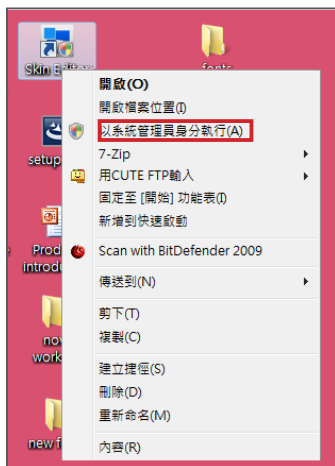 Skin Editor
fonts
開啟(O)
開啟檔案位置(I)
以系統管理員身分執行(A)
7-Zip
用CUTE FTP輸入
固定至 [開始] 功能表(I)
新增到快速啟動
Scan with BitDefender 2009
傳送到(N)
剪下(T)
複製(C)
建立捷徑(S)
刪除(D)
重新命名(M)
內容(R)
setup
Prod
introdu
no
work
new f